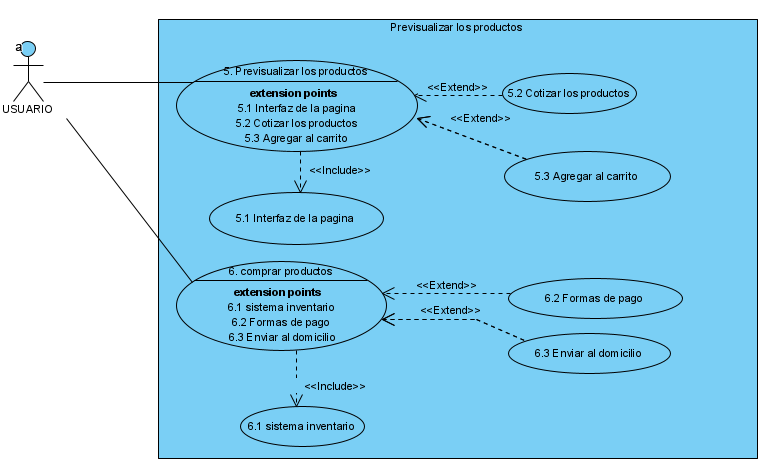 Previsualizar los productos
a
USUARIO
5. Previsualizar los productos
extension points
5.1 Interfaz de la pagina
5.2 Cotizar los productos
5.3 Agregar al carrito
<<Extend>>
5.2 Cotizar los productos
<<Extend>>
5.3 Agregar al carrito
<<Include>>
5.1 Interfaz de la pagina
6. comprar productos
extension points
6.1 sistema inventario
6.2 Formas de pago
6.3 Enviar al domicilio
<<Extend>>
6.2 Formas de pago
<<Extend>>
6.3 Enviar al domicilio
<<Include>>
6.1 sistema inventario